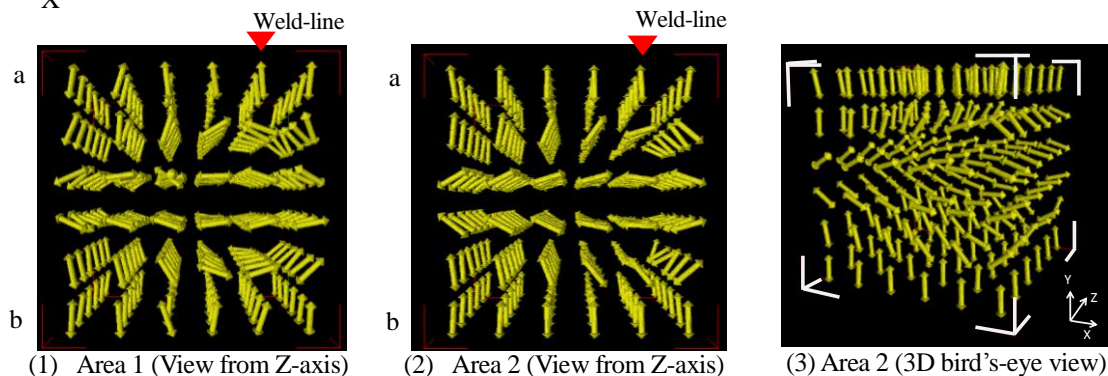 X
Weld-line
Weld-line
a
a
b
b
Y
Z
X
(1) Area 1 (View from Z-axis)
(2) Area 2 (View from Z-axis)
(3) Area 2 (3D bird's-eye view)